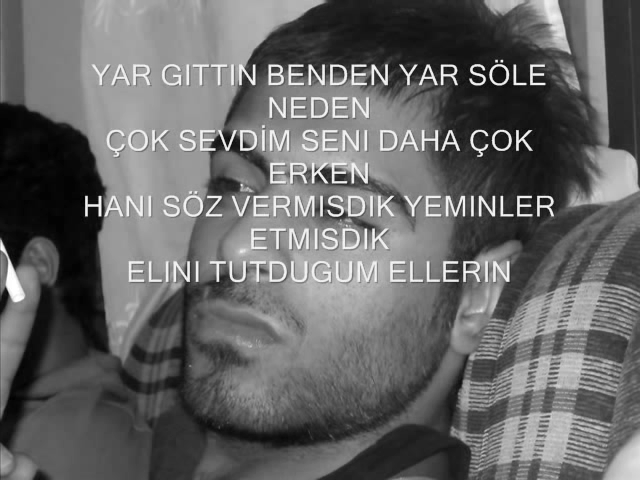 YAR GITTIN BENDEN YAR SÖLE
NEDEN
ÇOK SEVDİM SENI DAHA ÇOK
ERKEN
HANI SÖZ VERMISDIK YEMINLER
ETMISDIK
ELINI TUTDUGUM ELLERIN